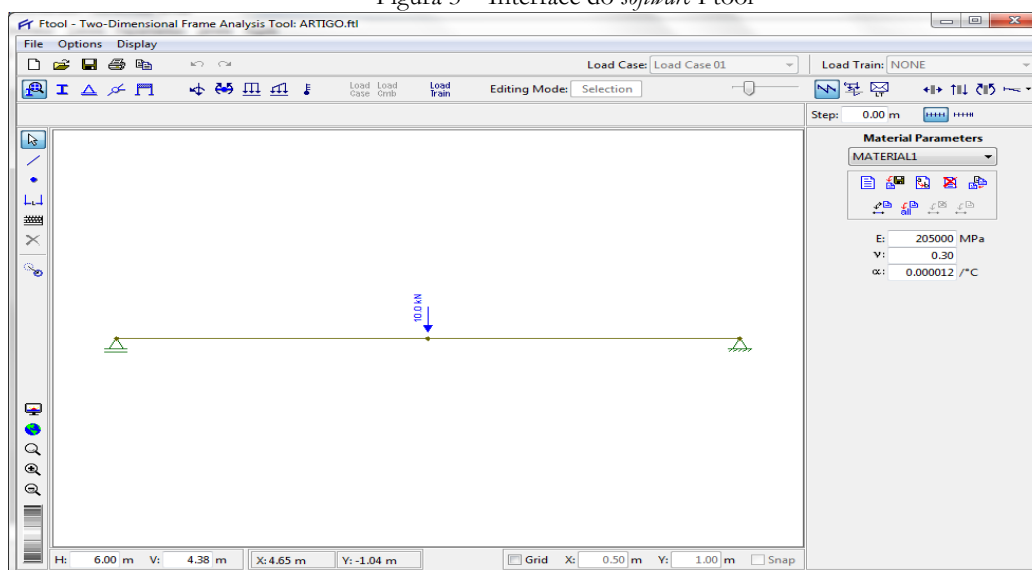 Figura 3 – Interface do software Ftool
Ftool - Two-Dimensional Frame Analysis Tool: ARTIGO.ftl
File Options Display
Load Case: Load Case 01
Load Train: NONE
Load Case
Load Cmb
Load Train
Editing Mode: Selection
LT
Step: 0.00 m
Material Parameters
MATERIAL1
all
E: 205000 MPa
ν: 0.30
α: 0.000012 /°C
10.0 kN
H: 6.00 m V: 4.38 m X: 4.65 m Y: -1.04 m Grid X: 0.50 m Y: 1.00 m Snap